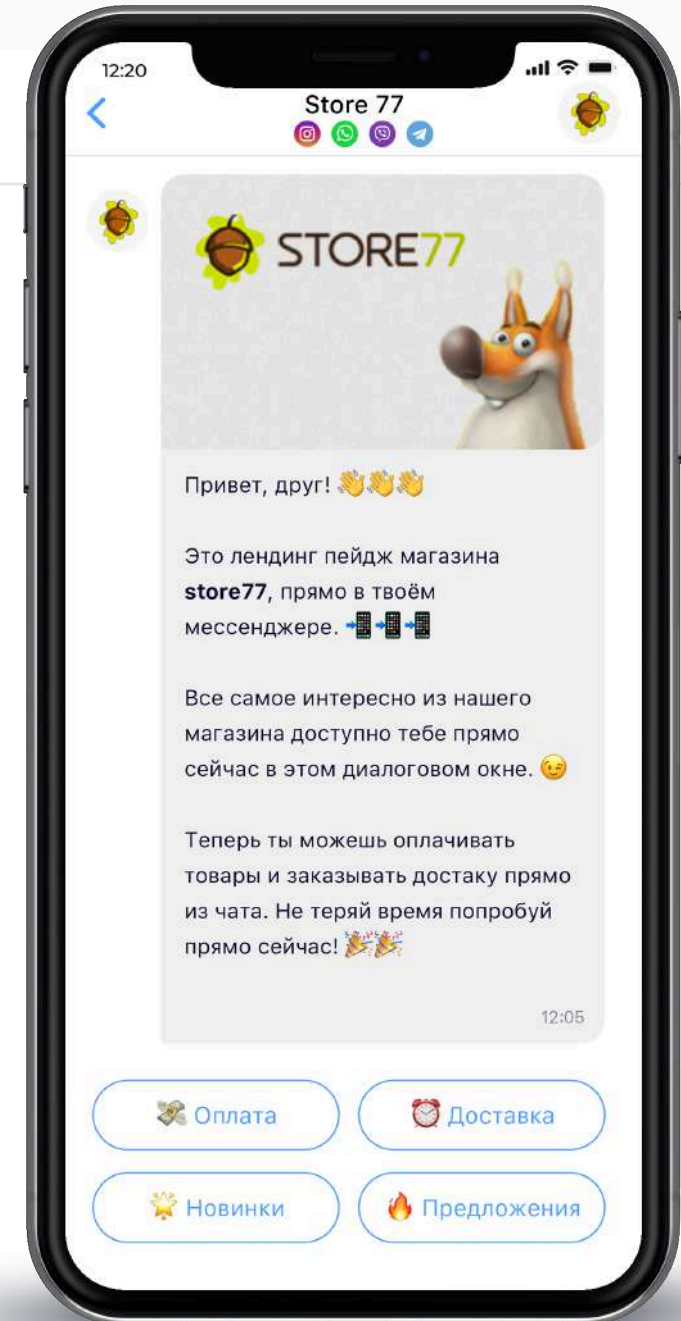 12:20
Store 77
STORE77
Привет, друг! 👋👋👋
Это лендинг пейдж магазина
store77, прямо в твоём
мессенджере. 📲📲📲
Все самое интересно из нашего
магазина доступно тебе прямо
сейчас в этом диалоговом окне. 😉
Теперь ты можешь оплачивать
товары и заказывать достаку прямо
из чата. Не теряй время попробуй
прямо сейчас! 🎉🎉
12:05
💸 Оплата
⏰ Доставка
🌟 Новинки
🔥 Предложения